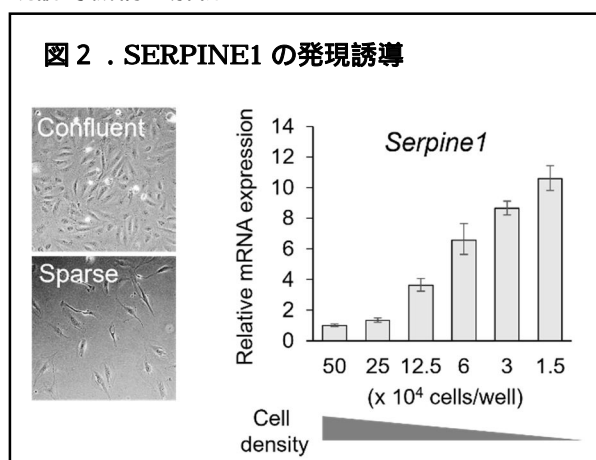 図２．SERPINE1 の発現誘導
Confluent
Sparse
Serpine1
Relative mRNA expression
14
12
10
8
6
4
2
0
50 25 12.5 6 3 1.5
(x 10⁴ cells/well)
Cell
density